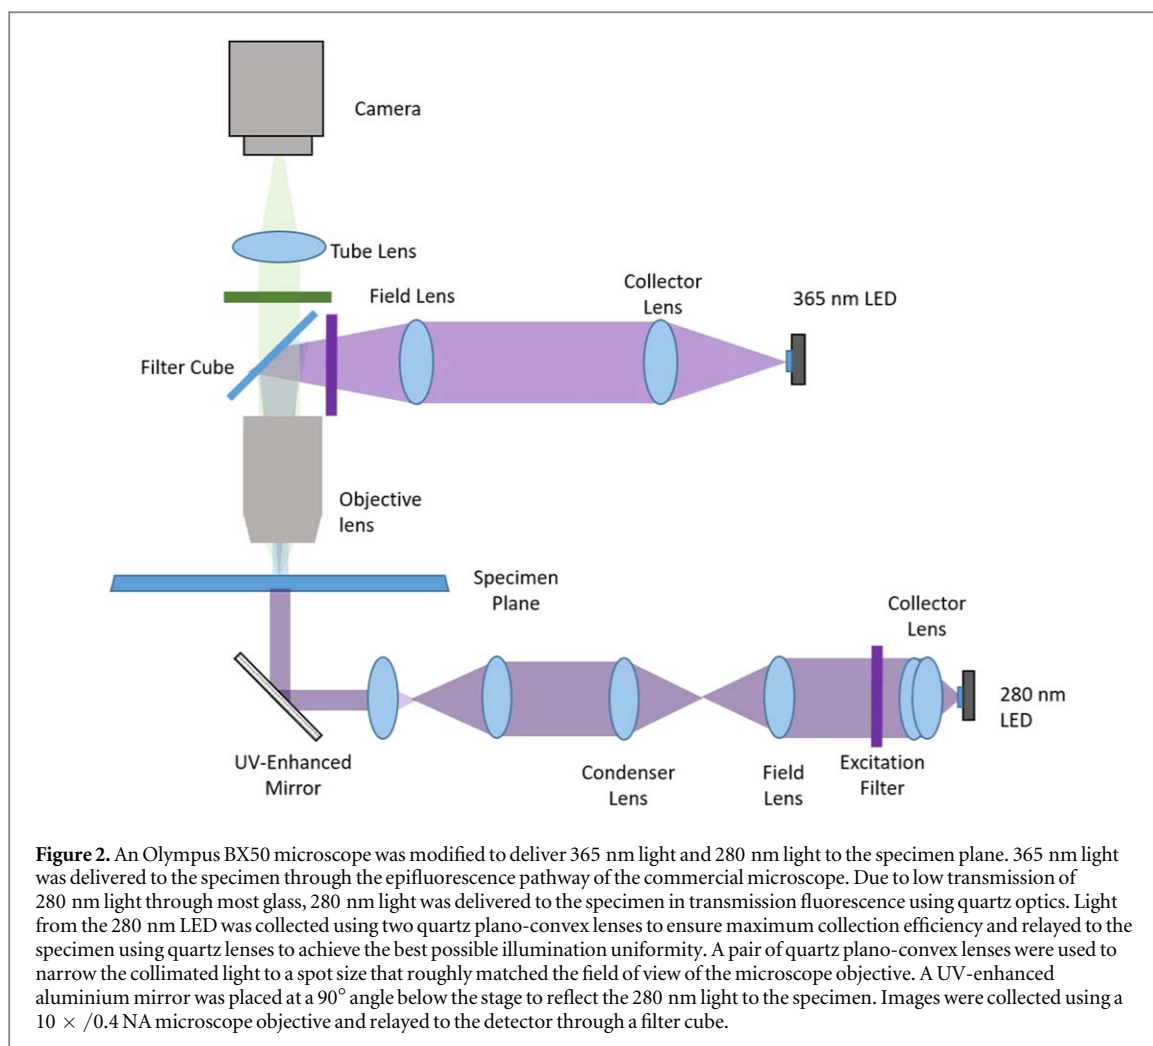 Camera
Tube Lens
Field Lens
Collector
Lens
365 nm LED
Filter Cube
Objective
lens
Specimen
Plane
Collector
Lens
280 nm
LED
UV-Enhanced
Mirror
Condenser
Lens
Field
Lens
Excitation
Filter
Figure 2. An Olympus BX50 microscope was modified to deliver 365 nm light and 280 nm light to the specimen plane. 365 nm light
was delivered to the specimen through the epifluorescence pathway of the commercial microscope. Due to low transmission of
280 nm light through most glass, 280 nm light was delivered to the specimen in transmission fluorescence using quartz optics. Light
from the 280 nm LED was collected using two quartz plano-convex lenses to ensure maximum collection efficiency and relayed to the
specimen using quartz lenses to achieve the best possible illumination uniformity. A pair of quartz plano-convex lenses were used to
narrow the collimated light to a spot size that roughly matched the field of view of the microscope objective. A UV-enhanced
aluminium mirror was placed at a 90° angle below the stage to reflect the 280 nm light to the specimen. Images were collected using a
10 × /0.4 NA microscope objective and relayed to the detector through a filter cube.